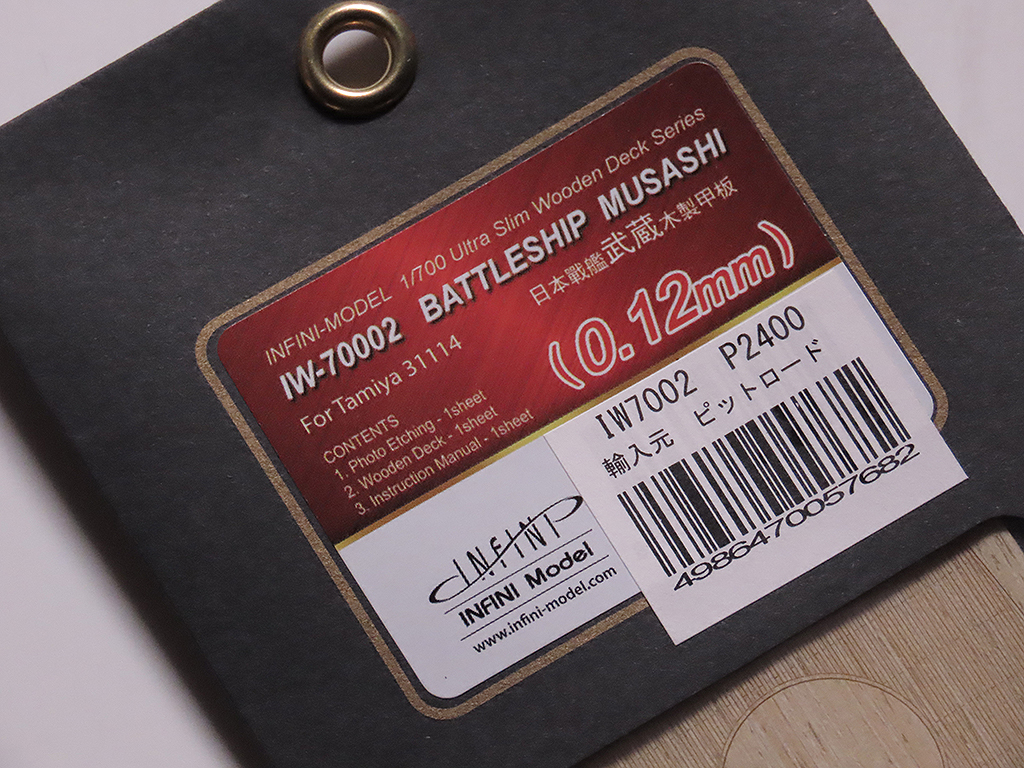 INFINI-MODEL 1/700 Ultra Slim Wooden Deck Series
IW-70002 BATTLESHIP MUSASHI
For Tamiya 31114
日本戰艦武蔵木製甲板
(0.12mm)
CONTENTS
1. Photo Etching - 1sheet
2. Wooden Deck - 1sheet
3. Instruction Manual - 1sheet
INFINI
INFINI Model
www.infini-model.com
IW7002 P2400
輸入元 ピットロード
4986470057682